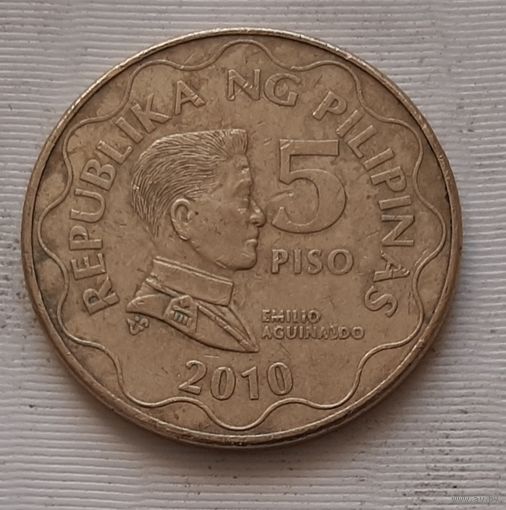 REPUBLIKA NG PILIPINAS
5
PISO
EMILIO
AGUINALDO
2010